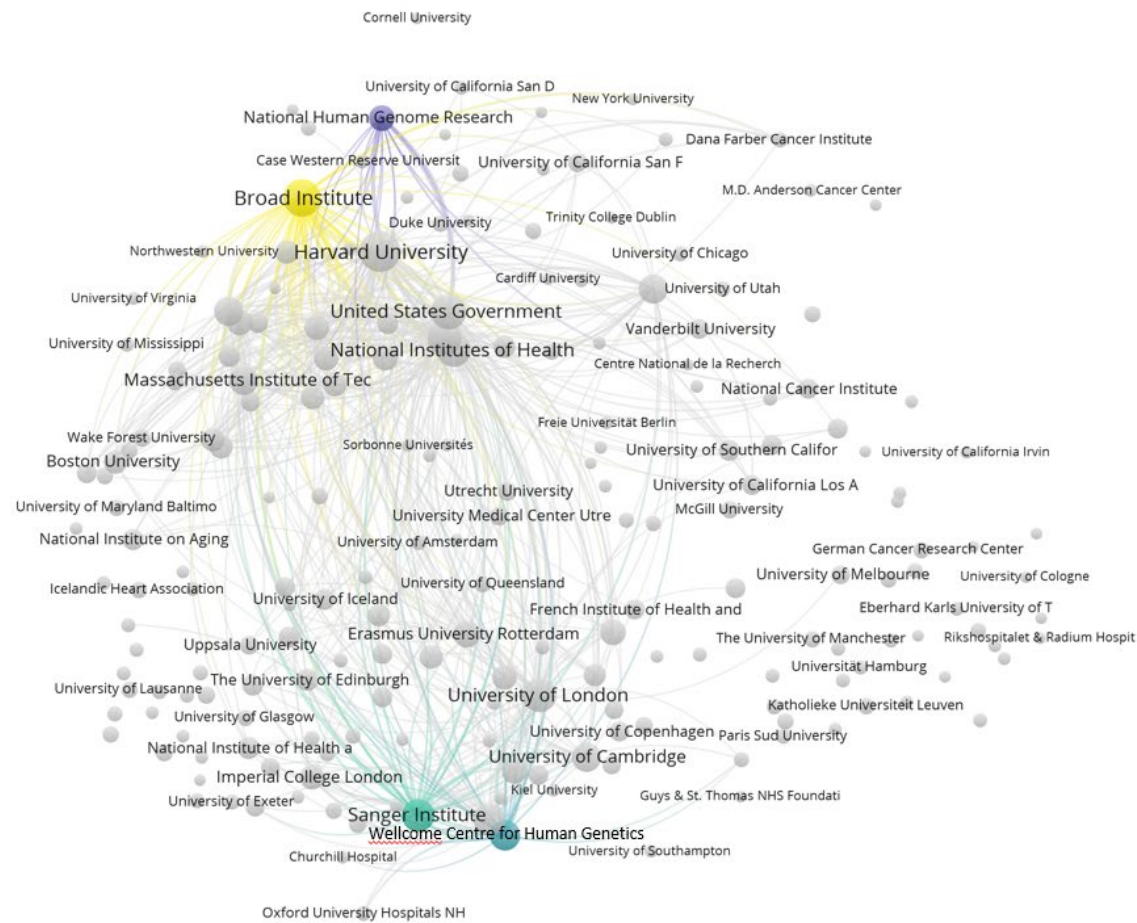 Cornell University
University of California San D
New York University
National Human Genome Research
Dana Farber Cancer Institute
Case Western Reserve Universit
University of California San F
M.D. Anderson Cancer Center
Broad Institute
Duke University
Trinity College Dublin
Northwestern University
Harvard University
University of Chicago
Cardiff University
University of Utah
University of Virginia
United States Government
Vanderbilt University
University of Mississippi
National Institutes of Health
Centre National de la Recherch
Massachusetts Institute of Tec
National Cancer Institute
Freie Universität Berlin
Wake Forest University
Sorbonne Universités
University of Southern Califor
University of California Irvin
Boston University
University of California Los A
Utrecht University
University of Maryland Baltimo
University Medical Center Utre
McGill University
National Institute on Aging
University of Amsterdam
German Cancer Research Center
University of Melbourne
University of Cologne
Icelandic Heart Association
University of Queensland
University of Iceland
French Institute of Health and
Eberhard Karls University of T
Uppsala University
Erasmus University Rotterdam
The University of Manchester
Rikshospitalet & Radium Hospit
Universität Hamburg
University of Lausanne
The University of Edinburgh
University of London
Katholieke Universiteit Leuven
University of Glasgow
University of Copenhagen
Paris Sud University
National Institute of Health a
University of Cambridge
Imperial College London
Kiel University
Guys & St. Thomas NHS Foundati
University of Exeter
Sanger Institute
Wellcome Centre for Human Genetics
Churchill Hospital
University of Southampton
Oxford University Hospitals NH